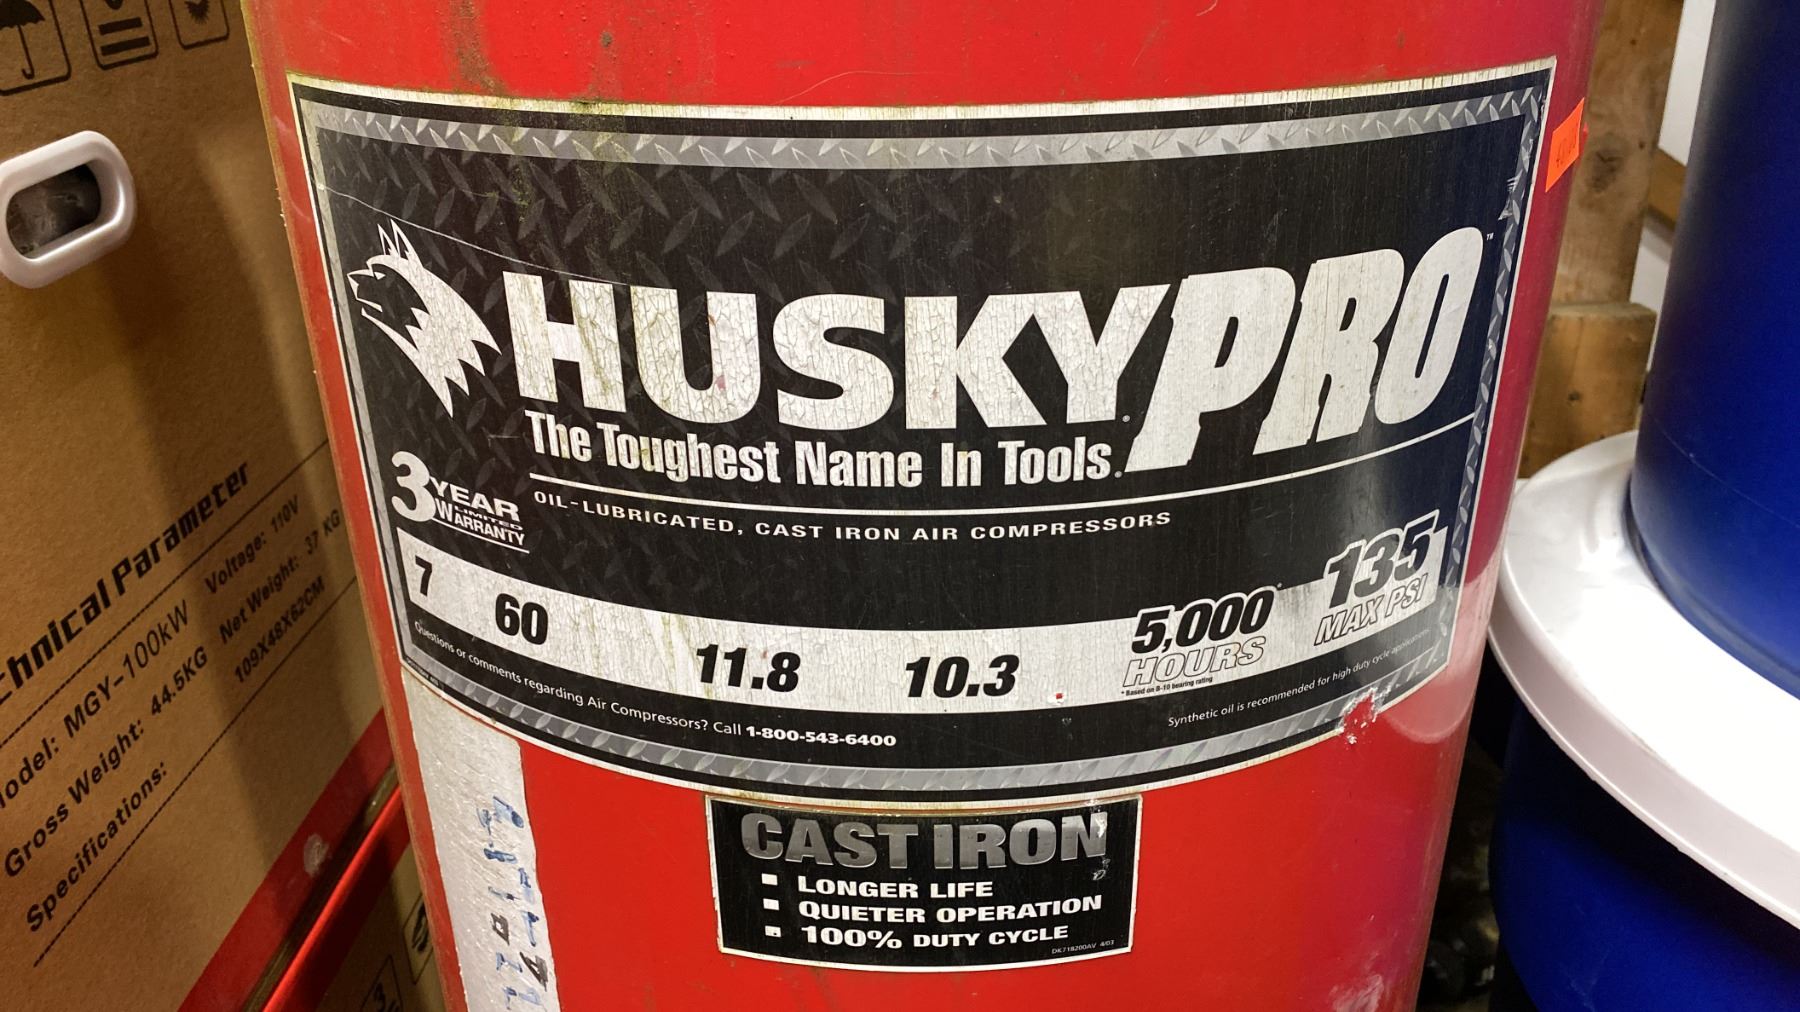 HUSKYPRO™
The Toughest Name In Tools.
3 YEAR
LIMITED
WARRANTY
OIL-LUBRICATED, CAST IRON AIR COMPRESSORS
7
60
11.8
10.3
5,000*
HOURS
* Based on B-10 bearing rating
135
MAX PSI
Questions or comments regarding Air Compressors? Call 1-800-543-6400
Synthetic oil is recommended for high duty cycle applications.
CAST IRON
▪ LONGER LIFE
▪ QUIETER OPERATION
▪ 100% DUTY CYCLE
DK718200AV 4/03
chnical Parameter
odel: MGY-100kW
Voltage: 110V
Gross Weight: 44.5KG
Net Weight: 37 KG
Specifications:
109X48X62CM